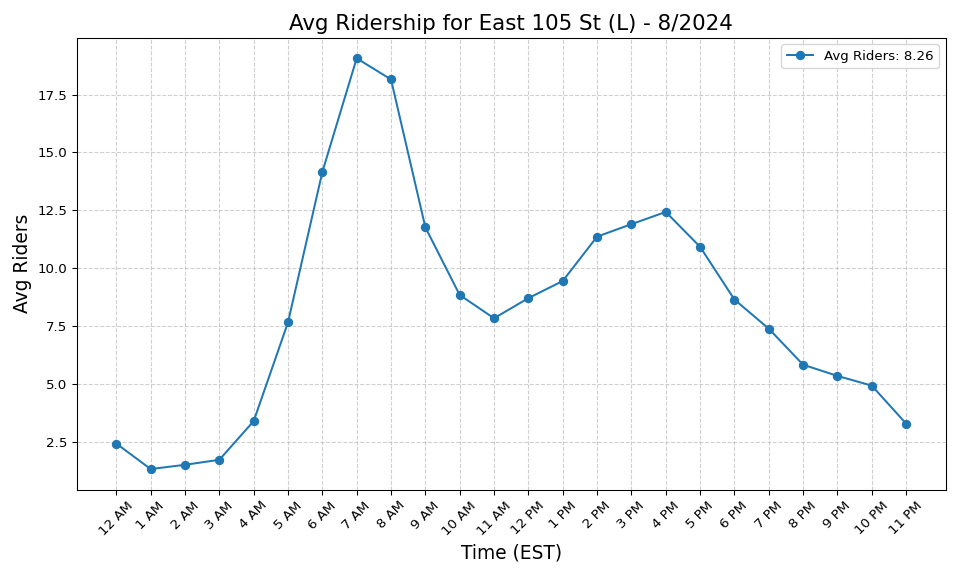 Avg Ridership for East 105 St (L) - 8/2024
Avg Riders: 8.26
Avg Riders
17.5
15.0
12.5
10.0
7.5
5.0
2.5
12 AM 1 AM 2 AM 3 AM 4 AM 5 AM 6 AM 7 AM 8 AM 9 AM 10 AM 11 AM 12 PM 1 PM 2 PM 3 PM 4 PM 5 PM 6 PM 7 PM 8 PM 9 PM 10 PM 11 PM
Time (EST)